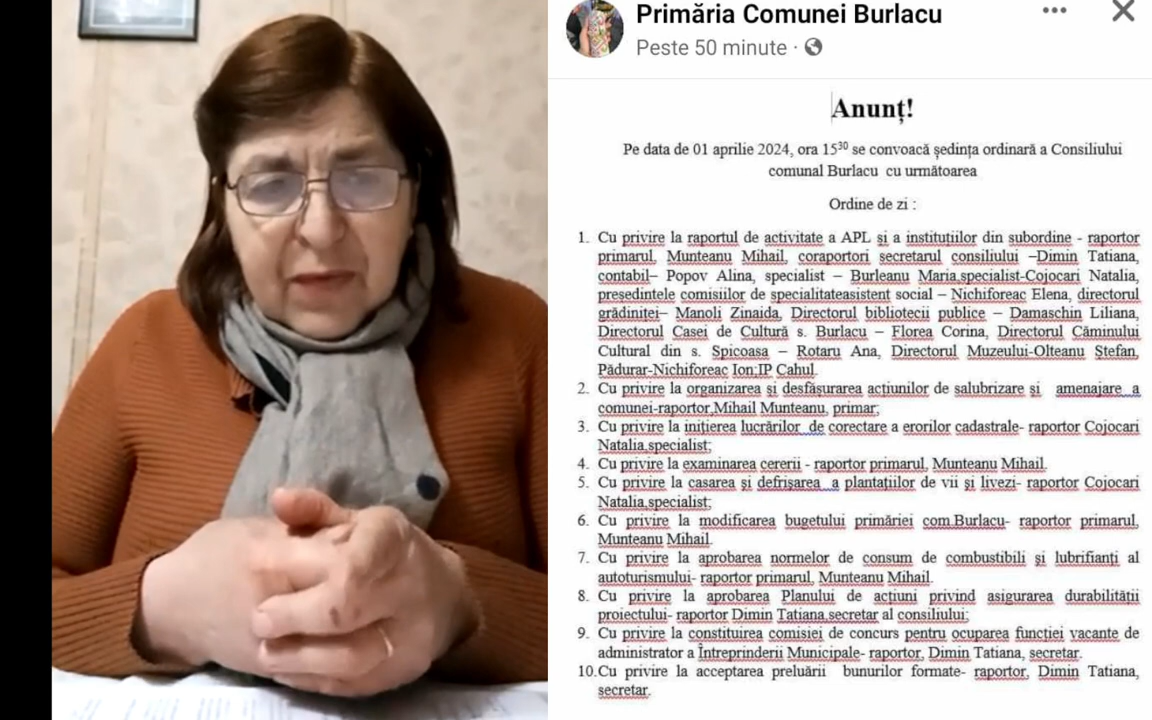 Primăria Comunei Burlacu
Peste 50 minute ·
Anunț!
Pe data de 01 aprilie 2024, ora 15³⁰ se convoacă ședința ordinară a Consiliului
comunal Burlacu cu următoarea
Ordine de zi :
1. Cu privire la raportul de activitate a APL și a instituțiilor din subordine - raportor
primarul, Munteanu Mihail, coraportori secretarul consiliului –Dimin Tatiana,
contabil– Popov Alina, specialist – Burleanu Maria,specialist-Cojocari Natalia,
președintele comisiilor de specialitateasistent social – Nichiforeac Elena, directorul
grădiniței– Manoli Zinaida, Directorul bibliotecii publice – Damaschin Liliana,
Directorul Casei de Cultură s. Burlacu – Florea Corina, Directorul Căminului
Cultural din s. Spicoasa – Rotaru Ana, Directorul Muzeului-Olteanu Ștefan,
Pădurar-Nichiforeac Ion;IP Cahul.
2. Cu privire la organizarea și desfășurarea acțiunilor de salubrizare și amenajare a
comunei-raportor,Mihail Munteanu, primar;
3. Cu privire la inițierea lucrărilor de corectare a erorilor cadastrale- raportor Cojocari
Natalia,specialist;
4. Cu privire la examinarea cererii - raportor primarul, Munteanu Mihail.
5. Cu privire la casarea și defrișarea a plantațiilor de vii și livezi- raportor Cojocari
Natalia,specialist;
6. Cu privire la modificarea bugetului primăriei com.Burlacu- raportor primarul,
Munteanu Mihail.
7. Cu privire la aprobarea normelor de consum de combustibili și lubrifianți al
autoturismului- raportor primarul, Munteanu Mihail.
8. Cu privire la aprobarea Planului de acțiuni privind asigurarea durabilității
proiectului- raportor Dimin Tatiana,secretar al consiliului;
9. Cu privire la constituirea comisiei de concurs pentru ocuparea funcției vacante de
administrator a Întreprinderii Municipale- raportor, Dimin Tatiana, secretar.
10.Cu privire la acceptarea preluării bunurilor formate- raportor, Dimin Tatiana,
secretar.